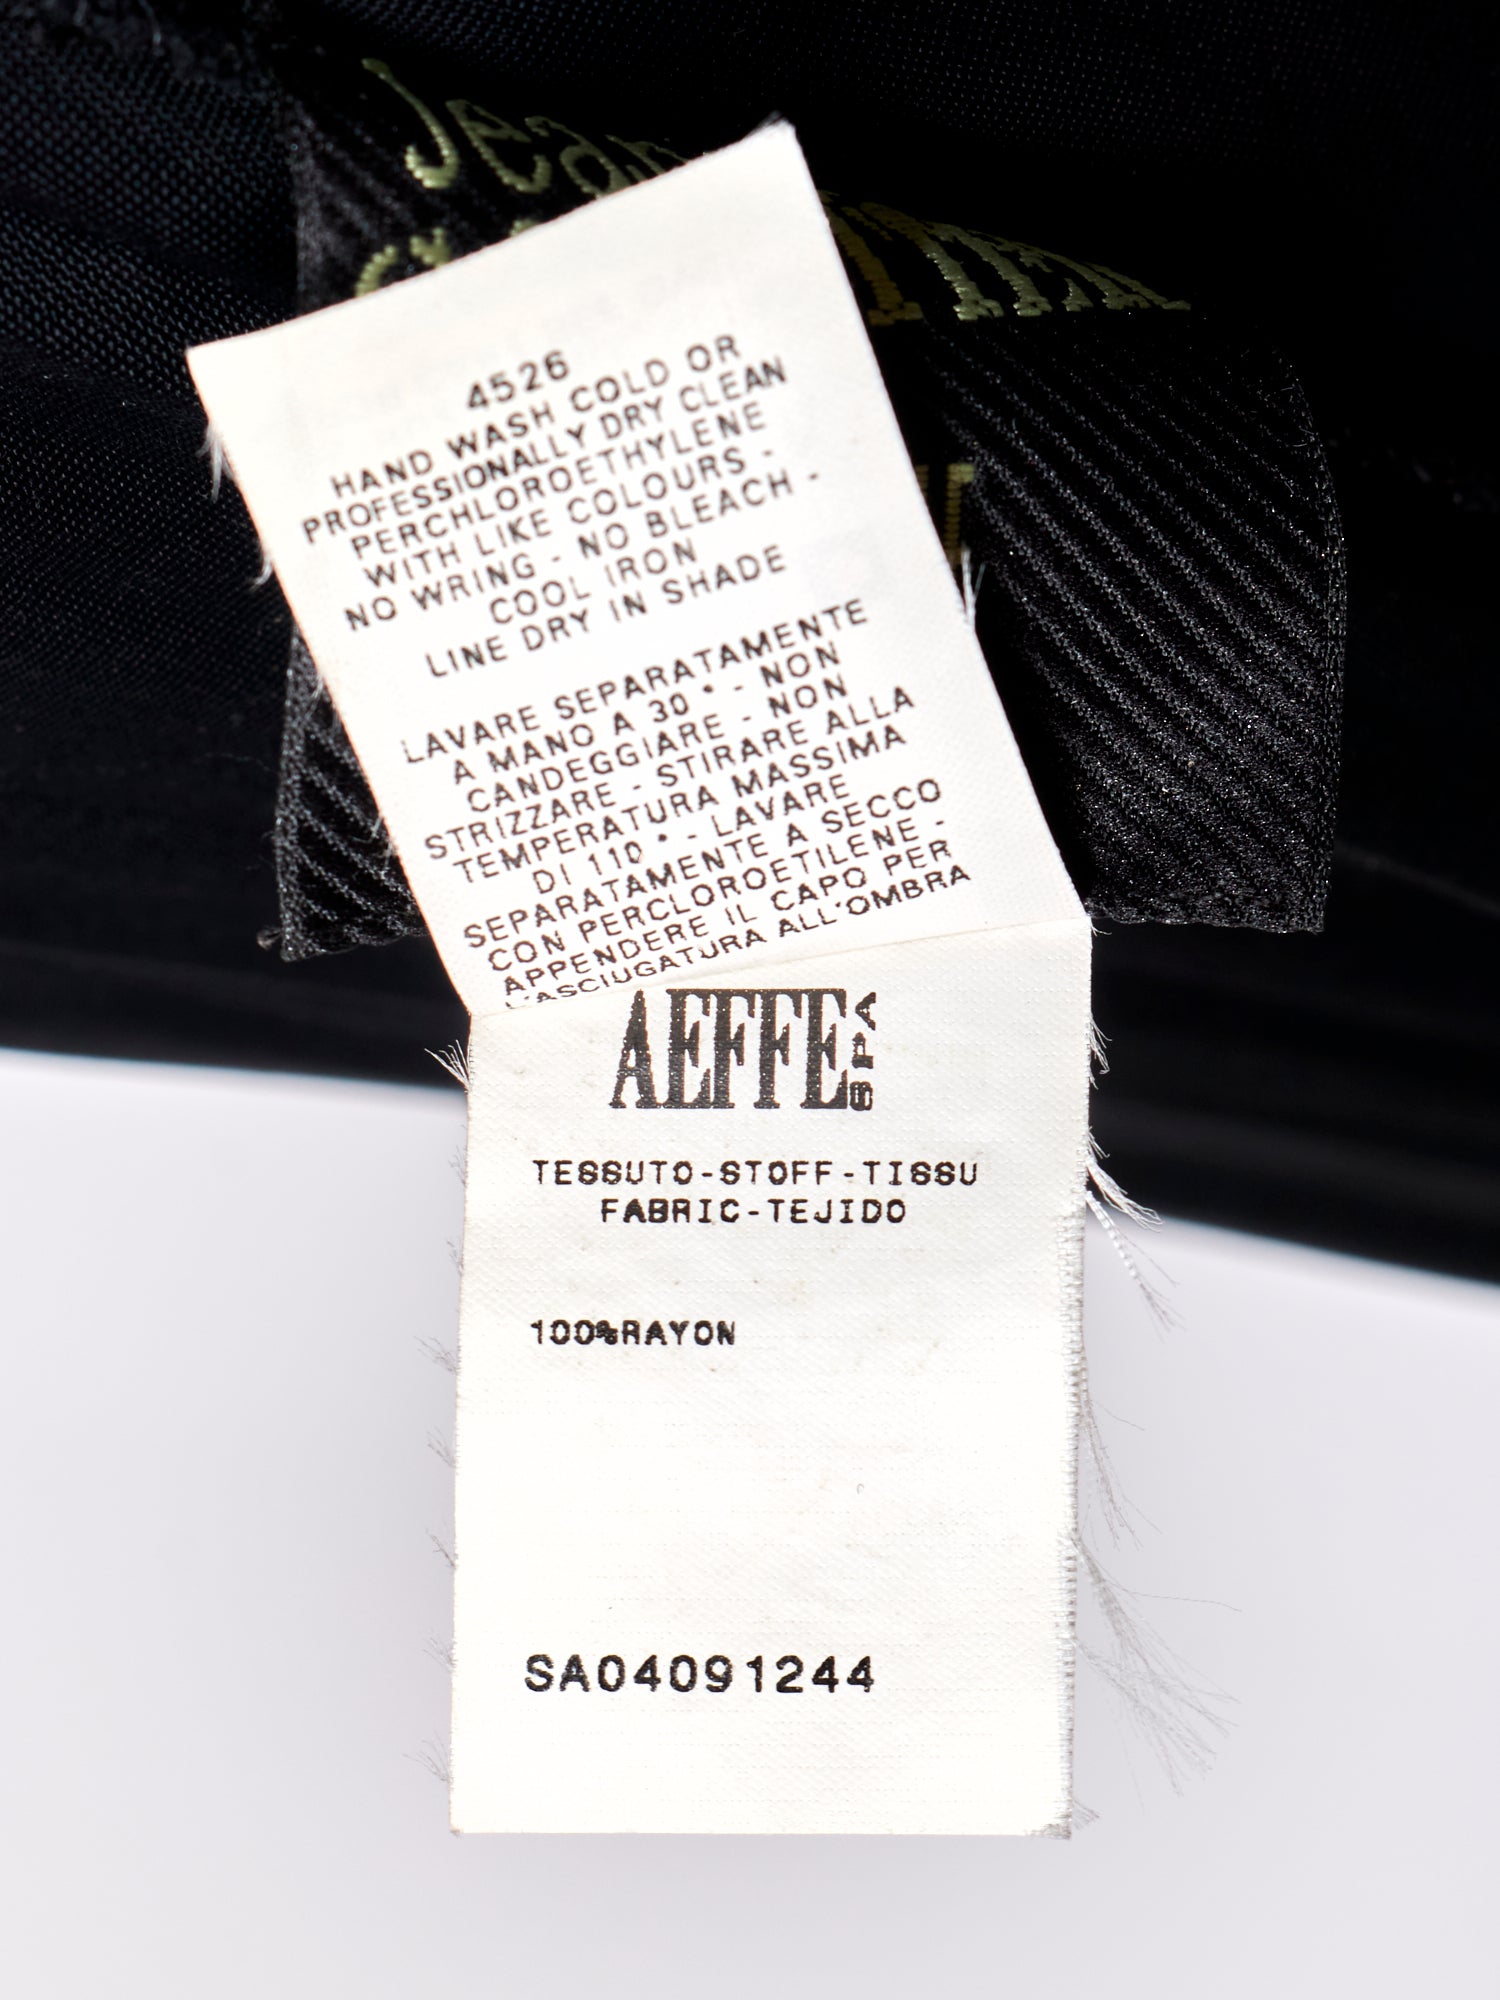 Jean
4526
HAND WASH COLD OR
PROFESSIONALLY DRY CLEAN
PERCHLOROETHYLENE
WITH LIKE COLOURS -
NO WRING - NO BLEACH -
COOL IRON
LINE DRY IN SHADE
LAVARE SEPARATAMENTE
A MANO A 30° - NON
CANDEGGIARE - NON
STRIZZARE - STIRARE ALLA
TEMPERATURA MASSIMA
DI 110° - LAVARE
SEPARATAMENTE A SECCO
CON PERCLOROETILENE -
APPENDERE IL CAPO PER
L'ASCIUGATURA ALL'OMBRA
AEFFE SPA
TESSUTO-STOFF-TISSU
FABRIC-TEJIDO
100%RAYON
SA04091244